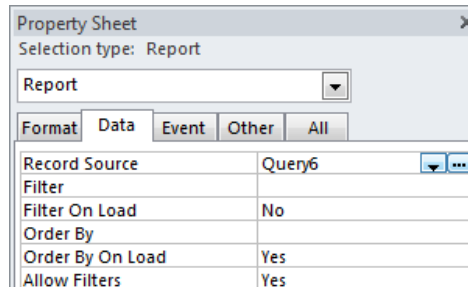 Property Sheet
Selection type: Report
Report
Format Data Event Other All
Record Source Query6
Filter
Filter On Load No
Order By
Order By On Load Yes
Allow Filters Yes